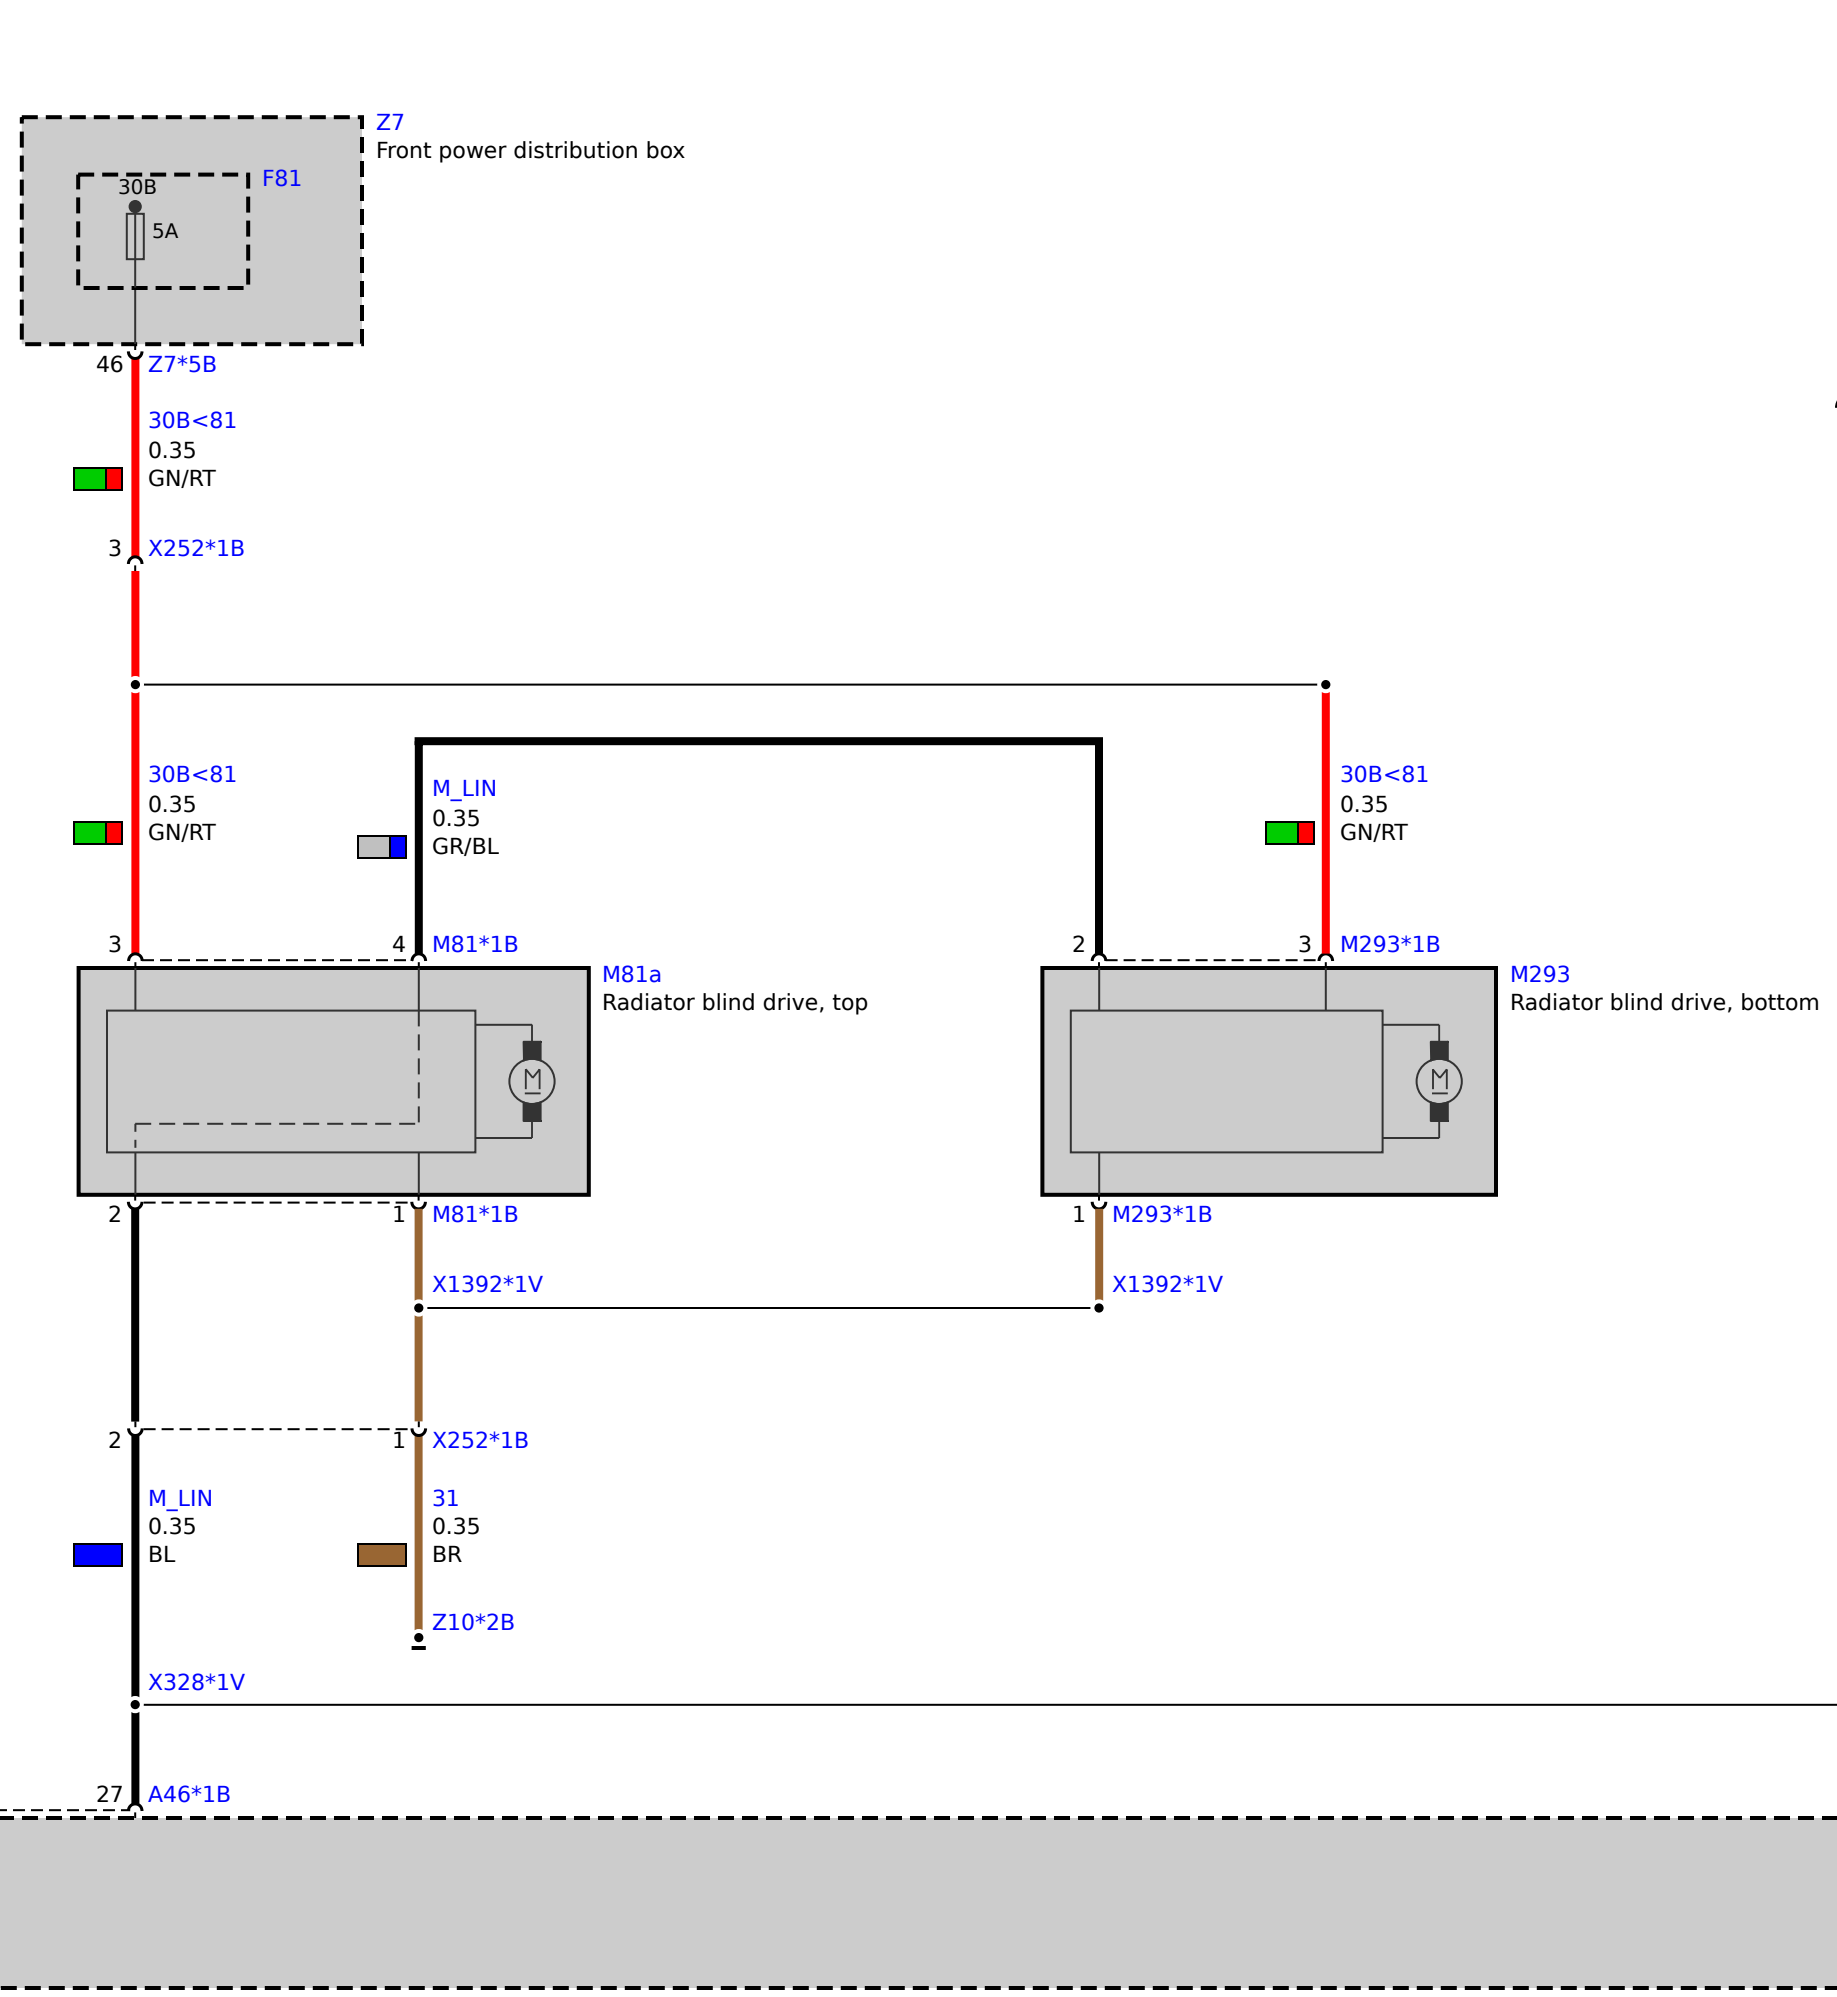 Z7
Front power distribution box
30B
F81
5A
46 Z7*5B
30B<81
0.35
GN/RT
3 X252*1B
30B<81
0.35
GN/RT
M_LIN
0.35
GR/BL
30B<81
0.35
GN/RT
3 4 M81*1B 2 3 M293*1B
M81a
Radiator blind drive, top
M293
Radiator blind drive, bottom
M
M
2 1 M81*1B 1 M293*1B
X1392*1V X1392*1V
2 1 X252*1B
M_LIN
0.35
BL
31
0.35
BR
Z10*2B
X328*1V
27 A46*1B